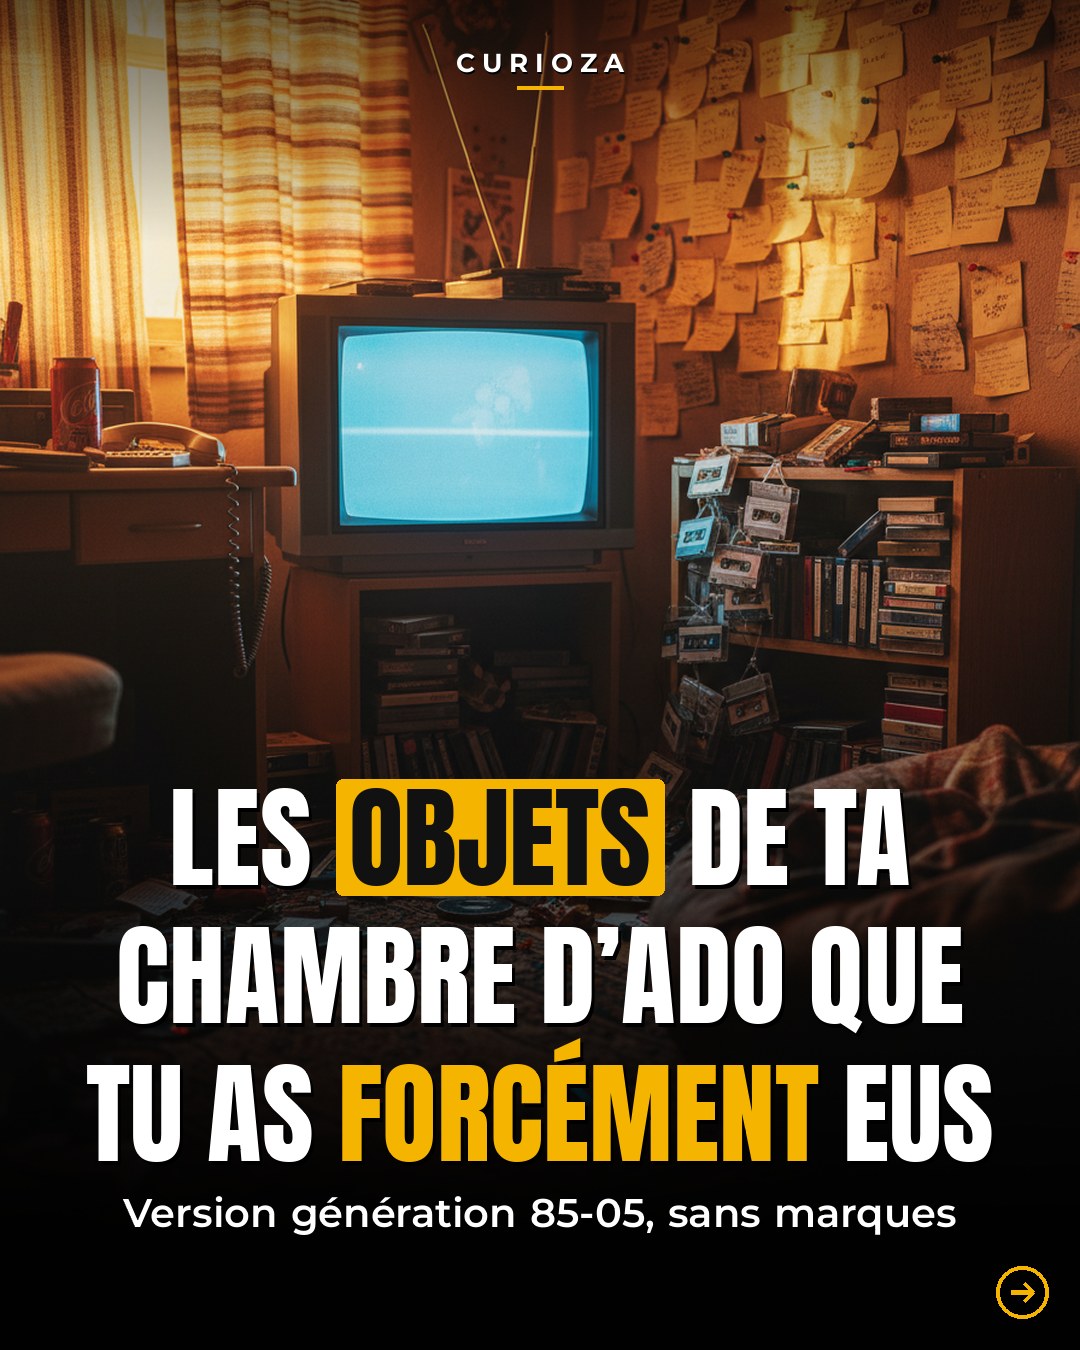 CURIOZA
LES OBJETS DE TA
CHAMBRE D’ADO QUE
TU AS FORCÉMENT EUS
Version génération 85-05, sans marques